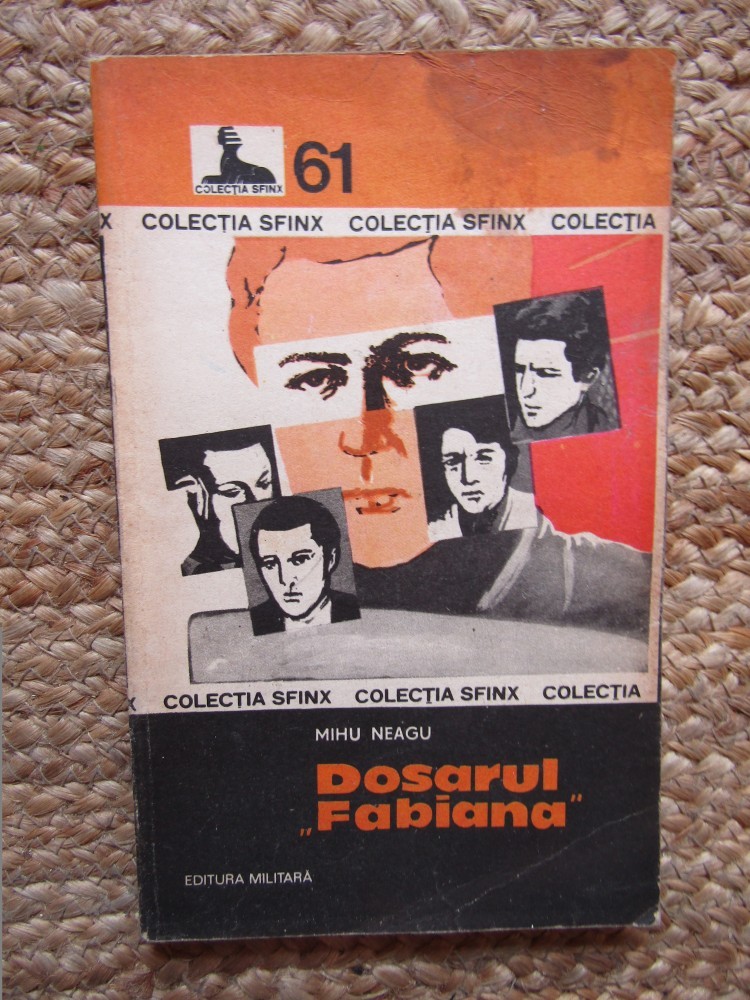 COLECȚIA SFINX
61
X COLECȚIA SFINX COLECȚIA SFINX COLECȚIA
X COLECȚIA SFINX COLECȚIA SFINX COLECȚIA
MIHU NEAGU
Dosarul
„Fabiana"
EDITURA MILITARĂ